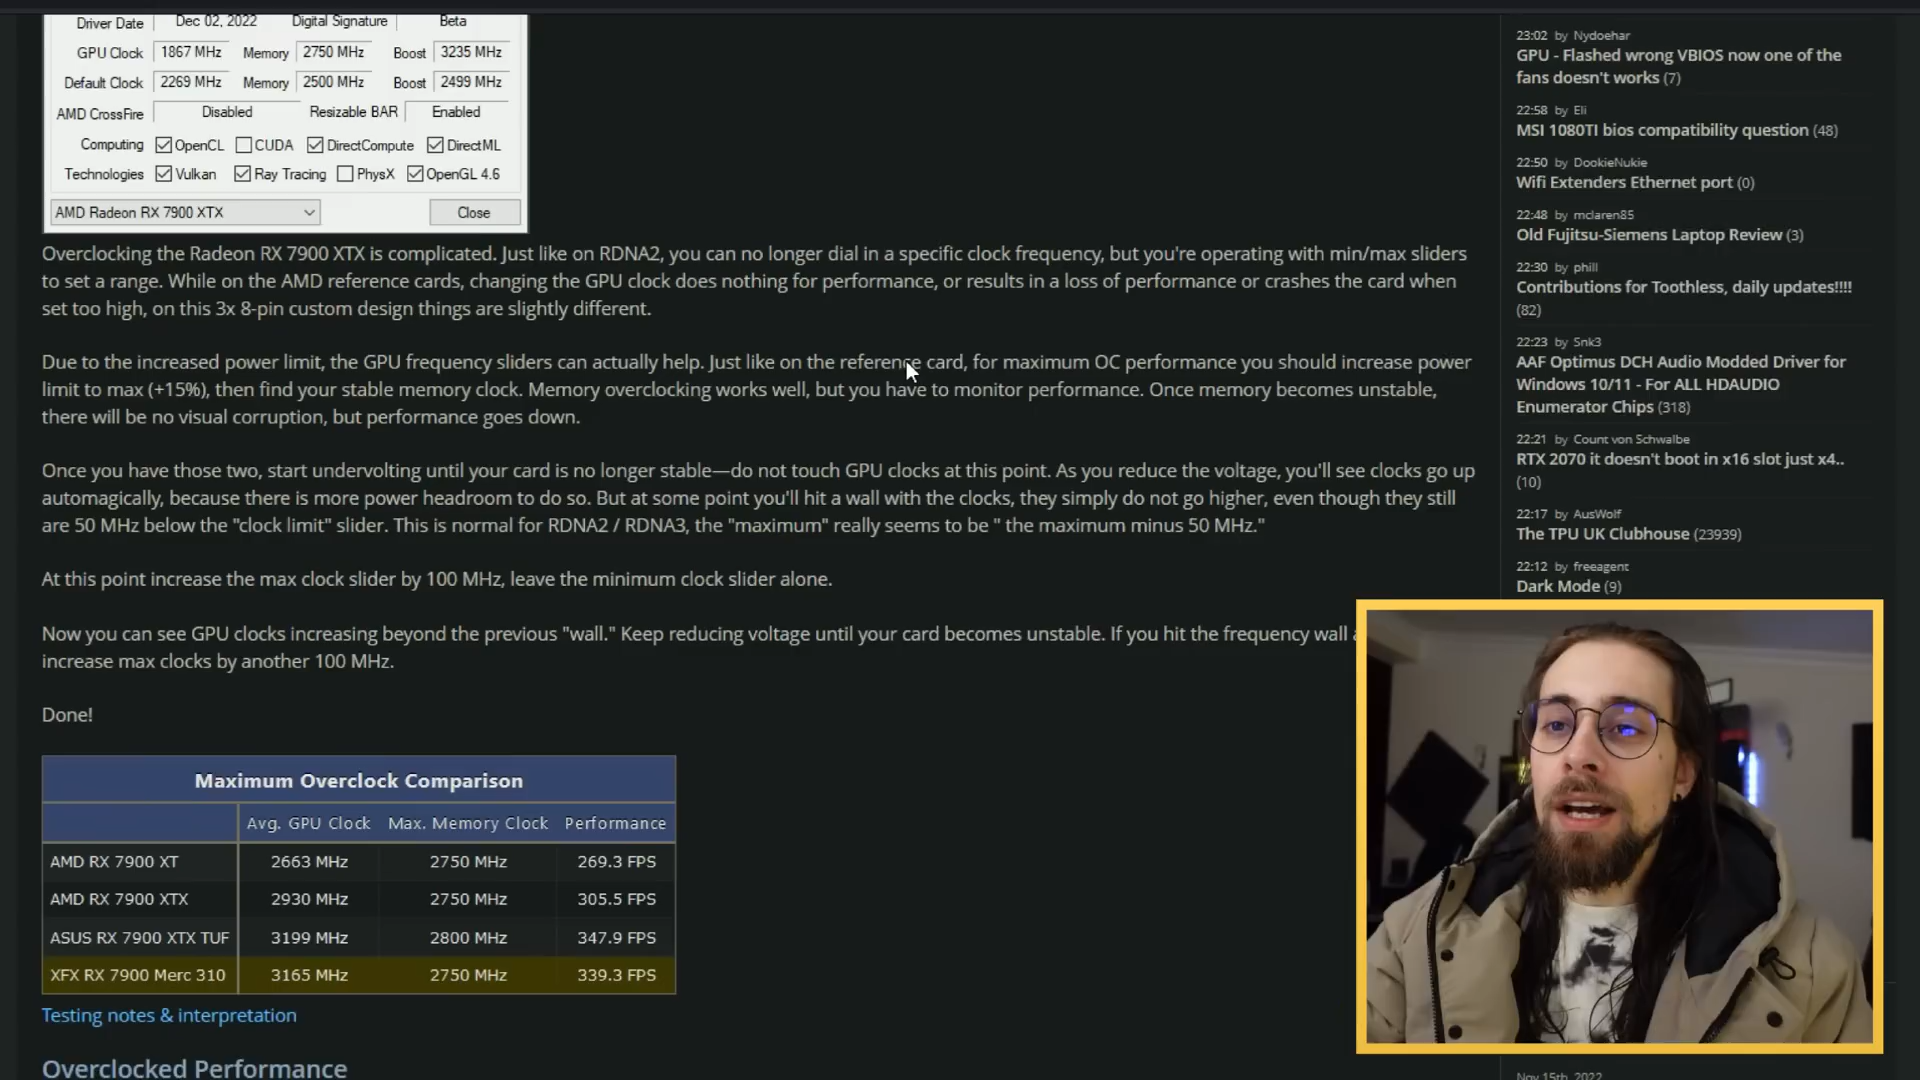 Driver Date Dec 02, 2022 Digital Signature Beta
GPU Clock 1867 MHz Memory 2750 MHz Boost 3235 MHz
Default Clock 2269 MHz Memory 2500 MHz Boost 2499 MHz
AMD CrossFire Disabled Resizable BAR Enabled
Computing OpenCL CUDA DirectCompute DirectML
Technologies Vulkan Ray Tracing PhysX OpenGL 4.6
AMD Radeon RX 7900 XTX Close
Overclocking the Radeon RX 7900 XTX is complicated. Just like on RDNA2, you can no longer dial in a specific clock frequency, but you're operating with min/max sliders
to set a range. While on the AMD reference cards, changing the GPU clock does nothing for performance, or results in a loss of performance or crashes the card when
set too high, on this 3x 8-pin custom design things are slightly different.
Due to the increased power limit, the GPU frequency sliders can actually help. Just like on the reference card, for maximum OC performance you should increase power
limit to max (+15%), then find your stable memory clock. Memory overclocking works well, but you have to monitor performance. Once memory becomes unstable,
there will be no visual corruption, but performance goes down.
Once you have those two, start undervolting until your card is no longer stable—do not touch GPU clocks at this point. As you reduce the voltage, you'll see clocks go up
automagically, because there is more power headroom to do so. But at some point you'll hit a wall with the clocks, they simply do not go higher, even though they still
are 50 MHz below the "clock limit" slider. This is normal for RDNA2 / RDNA3, the "maximum" really seems to be " the maximum minus 50 MHz."
At this point increase the max clock slider by 100 MHz, leave the minimum clock slider alone.
Now you can see GPU clocks increasing beyond the previous "wall." Keep reducing voltage until your card becomes unstable. If you hit the frequency wall
increase max clocks by another 100 MHz.
Done!
Maximum Overclock Comparison
Avg. GPU Clock Max. Memory Clock Performance
AMD RX 7900 XT 2663 MHz 2750 MHz 269.3 FPS
AMD RX 7900 XTX 2930 MHz 2750 MHz 305.5 FPS
ASUS RX 7900 XTX TUF 3199 MHz 2800 MHz 347.9 FPS
XFX RX 7900 Merc 310 3165 MHz 2750 MHz 339.3 FPS
Testing notes & interpretation
Overclocked Performance
23:02 by Nydoehar
GPU - Flashed wrong VBIOS now one of the
fans doesn't works (7)
22:58 by Eli
MSI 1080TI bios compatibility question (48)
22:50 by DookieNukie
Wifi Extenders Ethernet port (0)
22:48 by mclaren85
Old Fujitsu-Siemens Laptop Review (3)
22:30 by phill
Contributions for Toothless, daily updates!!!!
(82)
22:23 by Snk3
AAF Optimus DCH Audio Modded Driver for
Windows 10/11 - For ALL HDAUDIO
Enumerator Chips (318)
22:21 by Count von Schwalbe
RTX 2070 it doesn't boot in x16 slot just x4..
(10)
22:17 by AusWolf
The TPU UK Clubhouse (23939)
22:12 by freeagent
Dark Mode (9)
Nov 15th, 2022